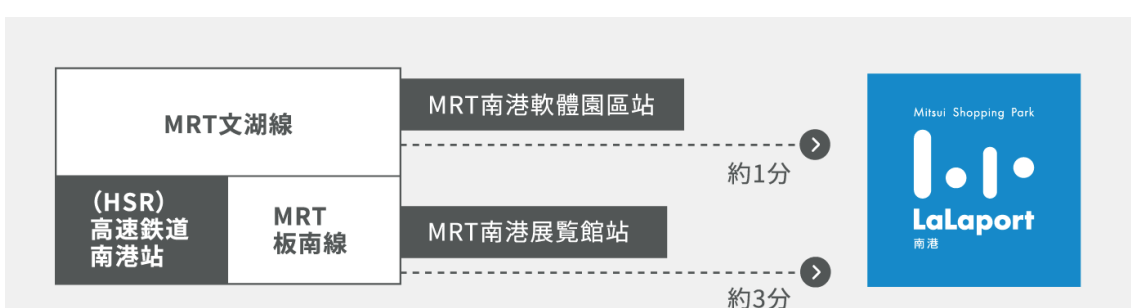 MRT文湖線
MRT南港軟體園區站
約1分
(HSR)
高速鉄道
南港站
MRT
板南線
MRT南港展覧館站
約3分
Mitsui Shopping Park
LaLaport
南港